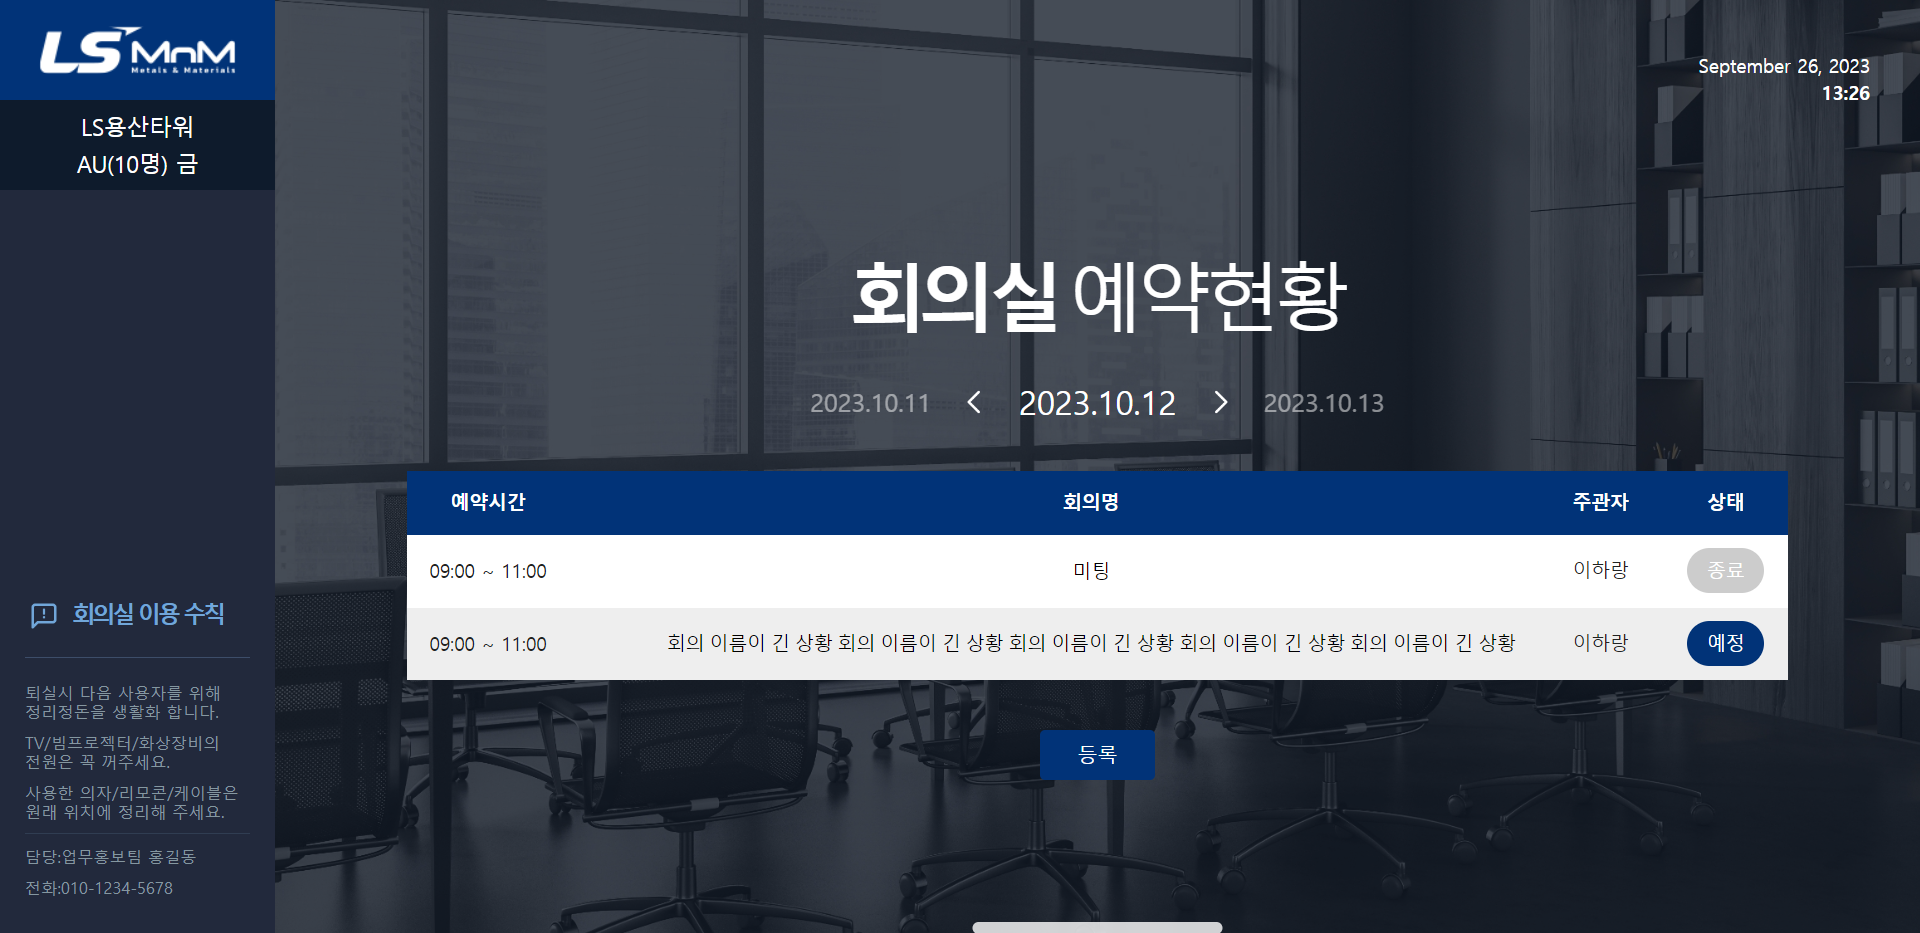 LS MnM
Metals & Materials
LS용산타워
AU(10명) 금
회의실 이용 수칙
퇴실시 다음 사용자를 위해
정리정돈을 생활화 합니다.
TV/빔프로젝터/화상장비의
전원은 꼭 꺼주세요.
사용한 의자/리모콘/케이블은
원래 위치에 정리해 주세요.
담당:업무홍보팀 홍길동
전화:010-1234-5678
September 26, 2023
13:26
회의실 예약현황
2023.10.11 < 2023.10.12 > 2023.10.13
예약시간 회의명 주관자 상태
09:00 ~ 11:00 미팅 이하랑 종료
09:00 ~ 11:00 회의 이름이 긴 상황 회의 이름이 긴 상황 회의 이름이 긴 상황 회의 이름이 긴 상황 회의 이름이 긴 상황 이하랑 예정
등록